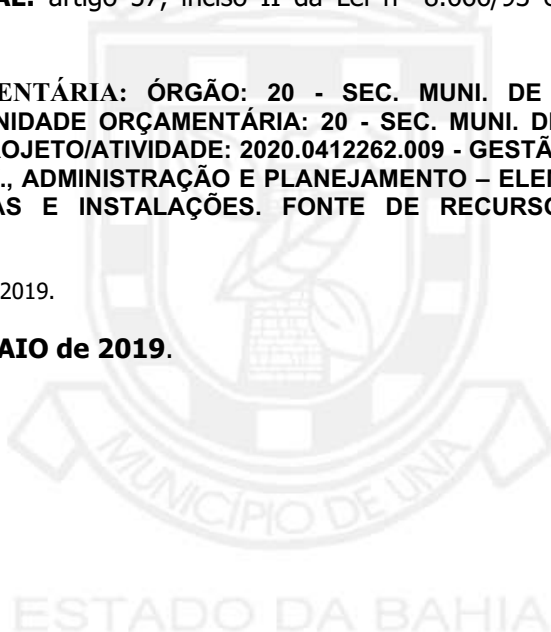 AL: artigo 57, inciso II da Lei nº 8.666/93
ENTÁRIA: ÓRGÃO: 20 - SEC. MUNI. DE
NIDADE ORÇAMENTÁRIA: 20 - SEC. MUNI.
ROJETO/ATIVIDADE: 2020.0412262.009 - GESTÃ
., ADMINISTRAÇÃO E PLANEJAMENTO – ELE
AS E INSTALAÇÕES. FONTE DE RECURS
2019.
AIO de 2019.
MUNICÍPIO DE UNA
ESTADO DA BAHIA